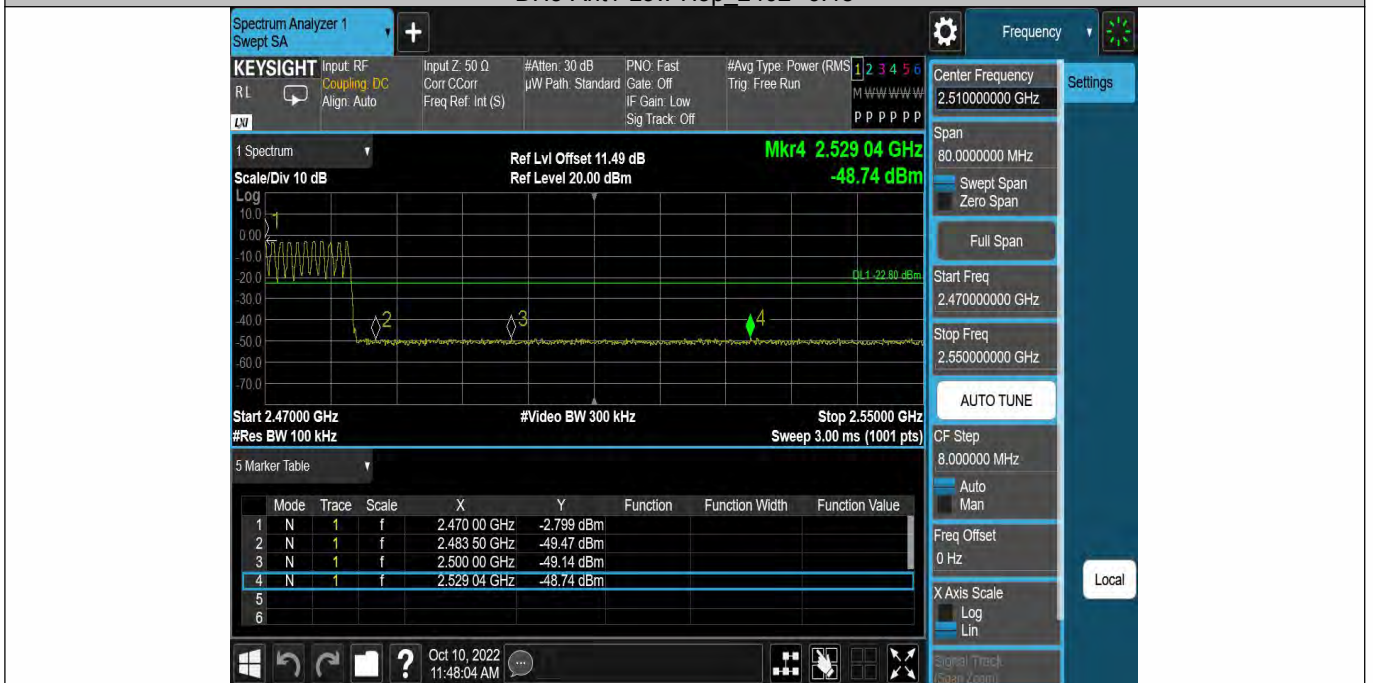 Spectrum Analyzer 1
Swept SA
+
Frequency
KEYSIGHT
RL
LXI
Input: RF
Coupling: DC
Align: Auto
Input Z: 50 Ω
Corr CCorr
Freq Ref: Int (S)
#Atten: 30 dB
µW Path: Standard
PNO: Fast
Gate: Off
IF Gain: Low
Sig Track: Off
#Avg Type: Power (RMS
Trig: Free Run
1 2 3 4 5 6
M W W W W W
P P P P P P
1 Spectrum
Scale/Div 10 dB
Ref Lvl Offset 11.49 dB
Ref Level 20.00 dBm
Mkr4 2.529 04 GHz
-48.74 dBm
Log
10.0
0.00
-10.0
-20.0
-30.0
-40.0
-50.0
-60.0
-70.0
1
2
3
4
DL1 -22.80 dBm
Start 2.47000 GHz
#Res BW 100 kHz
#Video BW 300 kHz
Stop 2.55000 GHz
Sweep 3.00 ms (1001 pts)
5 Marker Table
Mode Trace Scale X Y Function Function Width Function Value
1 N 1 f 2.470 00 GHz -2.799 dBm
2 N 1 f 2.483 50 GHz -49.47 dBm
3 N 1 f 2.500 00 GHz -49.14 dBm
4 N 1 f 2.529 04 GHz -48.74 dBm
5
6
?
Oct 10, 2022
11:48:04 AM
Center Frequency
2.510000000 GHz
Settings
Span
80.0000000 MHz
Swept Span
Zero Span
Full Span
Start Freq
2.470000000 GHz
Stop Freq
2.550000000 GHz
AUTO TUNE
CF Step
8.000000 MHz
Auto
Man
Freq Offset
0 Hz
X Axis Scale
Log
Lin
Signal Track
(Span Zoom)
Local